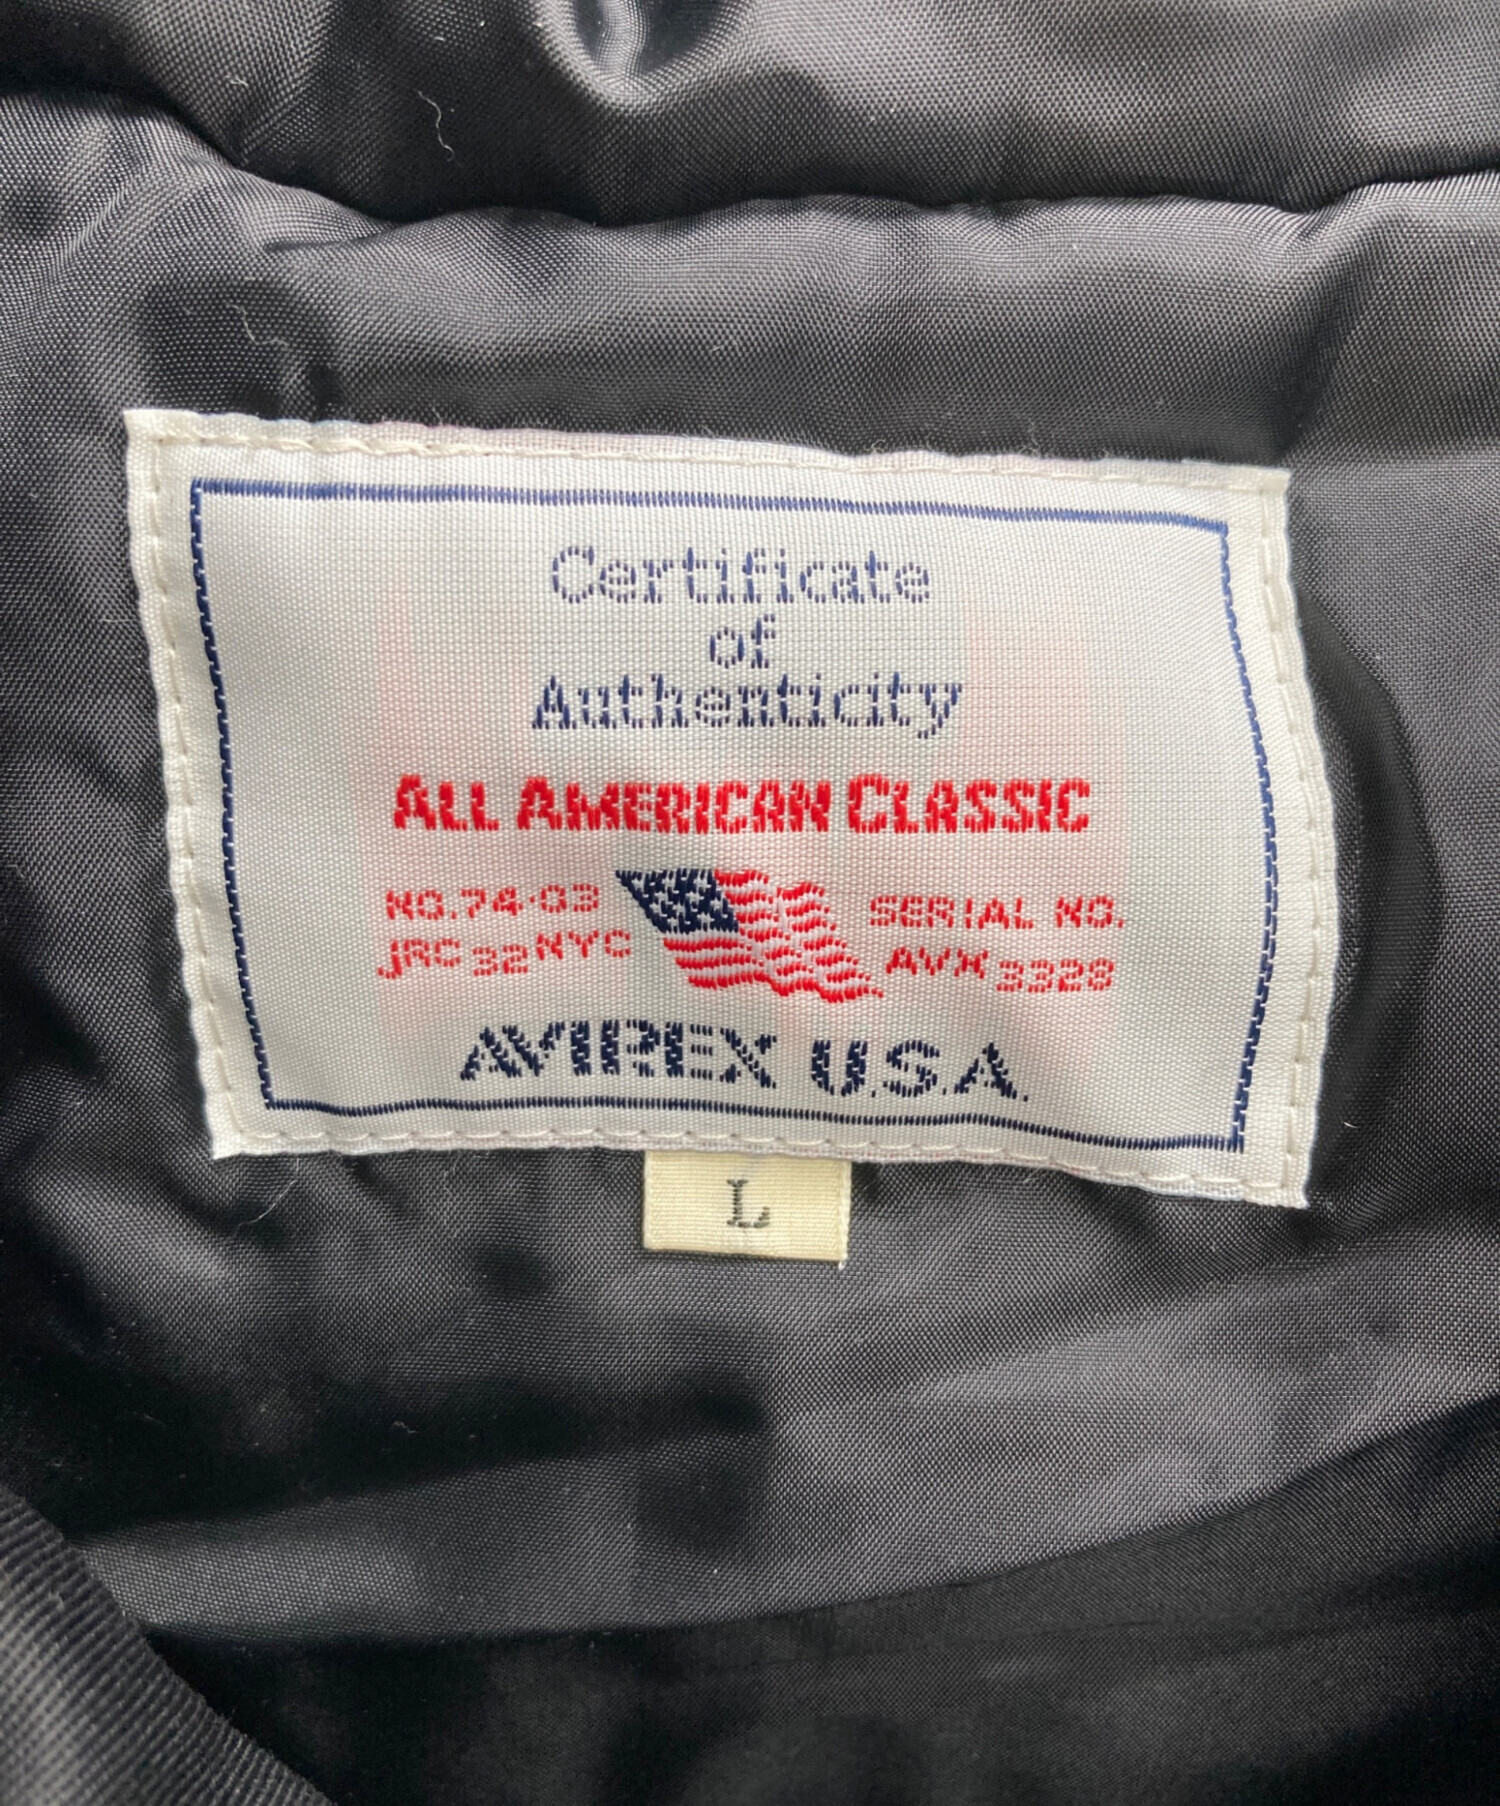 Certificate
of
Authenticity
ALL AMERICAN CLASSIC
NO.74-03
JRC 32 NYC
SERIAL NO.
AVX 3328
AVIREX U.S.A.
L